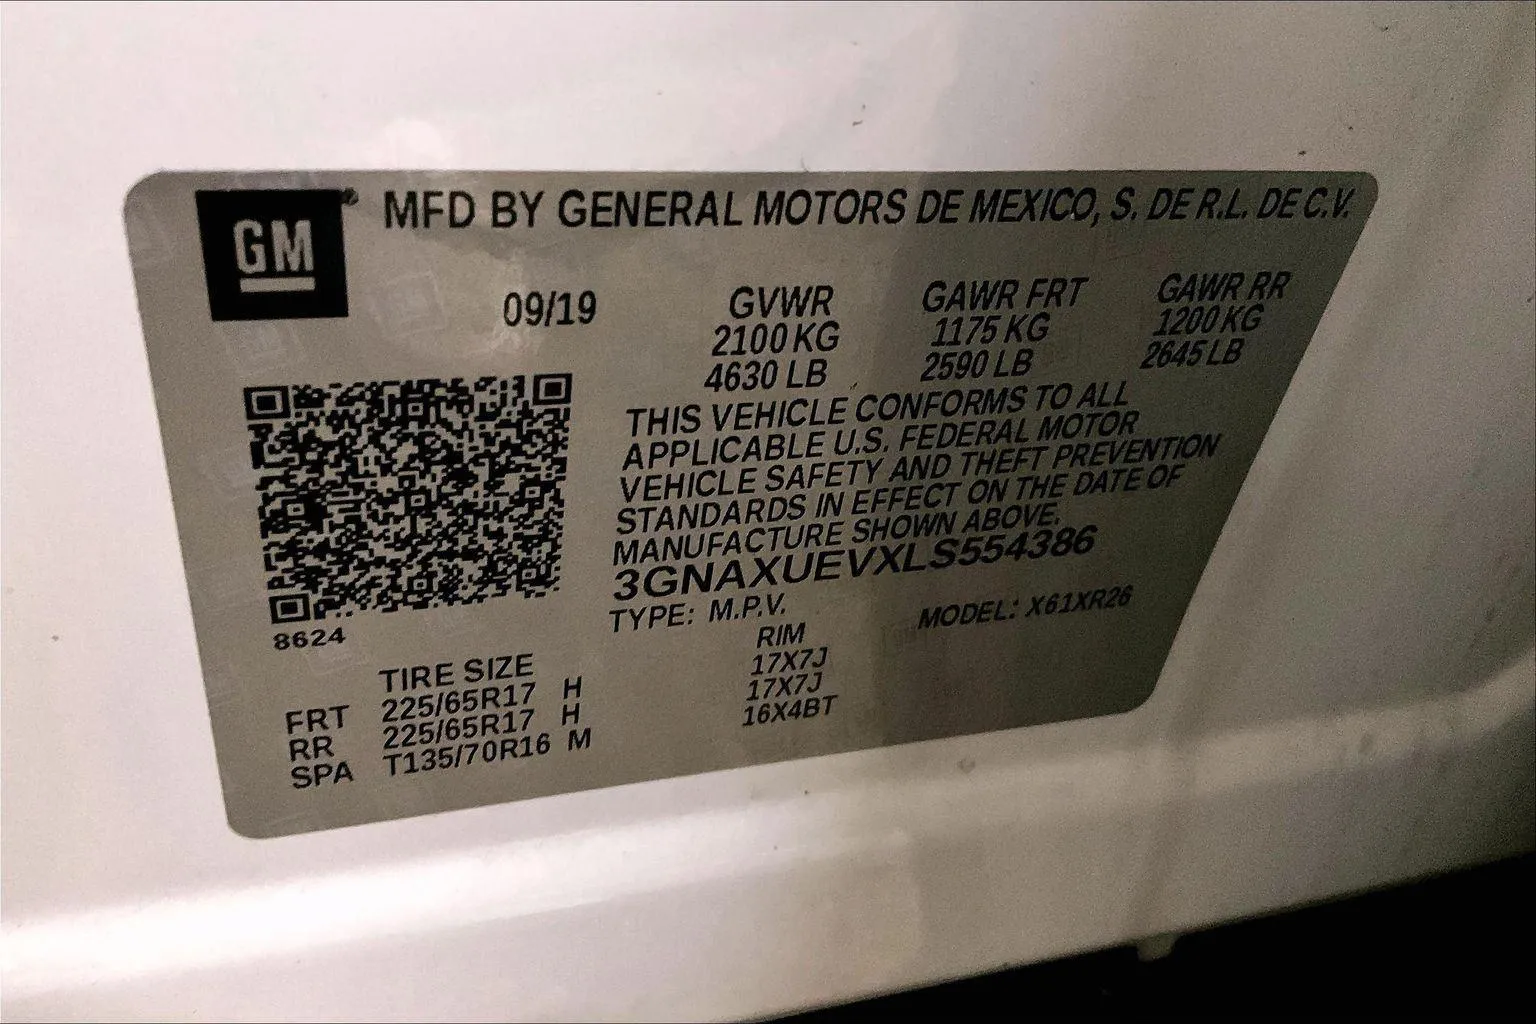 GM
MFD BY GENERAL MOTORS DE MEXICO, S. DE R.L. DE C.V.
09/19
GVWR GAWR FRT GAWR RR
2100 KG 1175 KG 1200 KG
4630 LB 2590 LB 2645 LB
THIS VEHICLE CONFORMS TO ALL
APPLICABLE U.S. FEDERAL MOTOR
VEHICLE SAFETY AND THEFT PREVENTION
STANDARDS IN EFFECT ON THE DATE OF
MANUFACTURE SHOWN ABOVE.
3GNAXUEVXLS554386
TYPE: M.P.V. MODEL: X61XR26
8624
TIRE SIZE RIM
FRT 225/65R17 H 17X7J
RR 225/65R17 H 17X7J
SPA T135/70R16 M 16X4BT